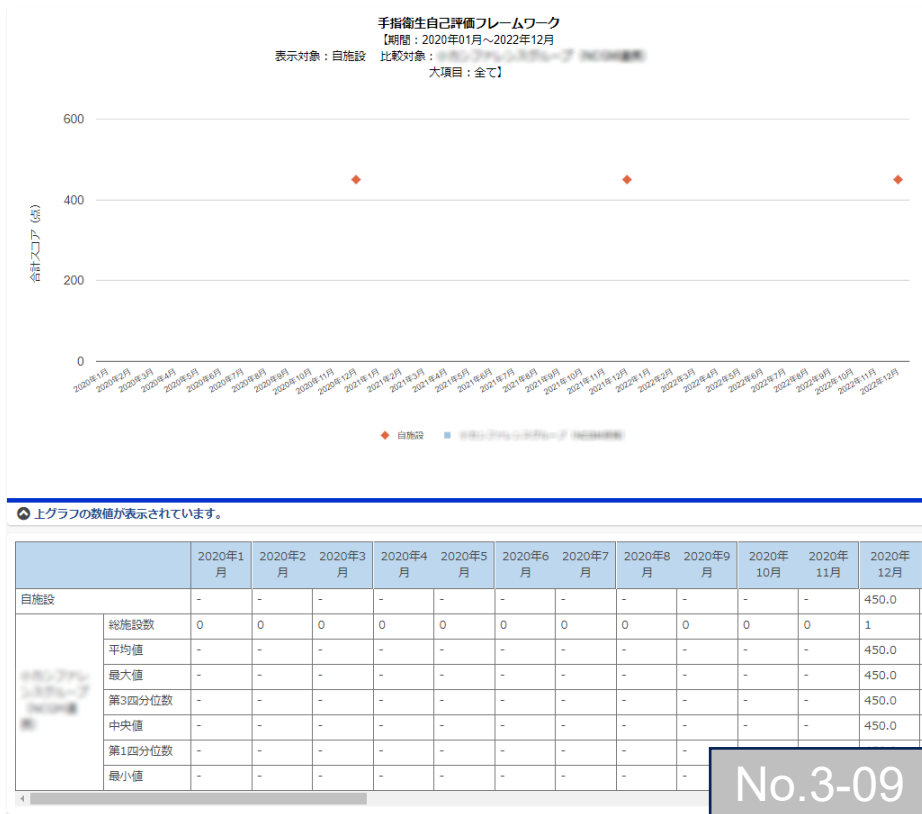 手指衛生自己評価フレームワーク
【期間：2020年01月～2022年12月
表示対象：自施設 比較対象：
大項目：全て】
合計スコア（点）
600
400
200
0
2020年1月 2020年2月 2020年3月 2020年4月 2020年5月 2020年6月 2020年7月 2020年8月 2020年9月 2020年10月 2020年11月 2020年12月 2021年1月 2021年2月 2021年3月 2021年4月 2021年5月 2021年6月 2021年7月 2021年8月 2021年9月 2021年10月 2021年11月 2021年12月 2022年1月 2022年2月 2022年3月 2022年4月 2022年5月 2022年6月 2022年7月 2022年8月 2022年9月 2022年10月 2022年11月 2022年12月
自施設
上グラフの数値が表示されています。
2020年1月 2020年2月 2020年3月 2020年4月 2020年5月 2020年6月 2020年7月 2020年8月 2020年9月 2020年10月 2020年11月 2020年12月
自施設 - - - - - - - - - - - 450.0
総施設数 0 0 0 0 0 0 0 0 0 0 0 1
平均値 - - - - - - - - - - - 450.0
最大値 - - - - - - - - - - - 450.0
第3四分位数 - - - - - - - - - - - 450.0
中央値 - - - - - - - - - - - 450.0
第1四分位数 - - - - - - - - -
最小値 - - - - - - - - -
No.3-09